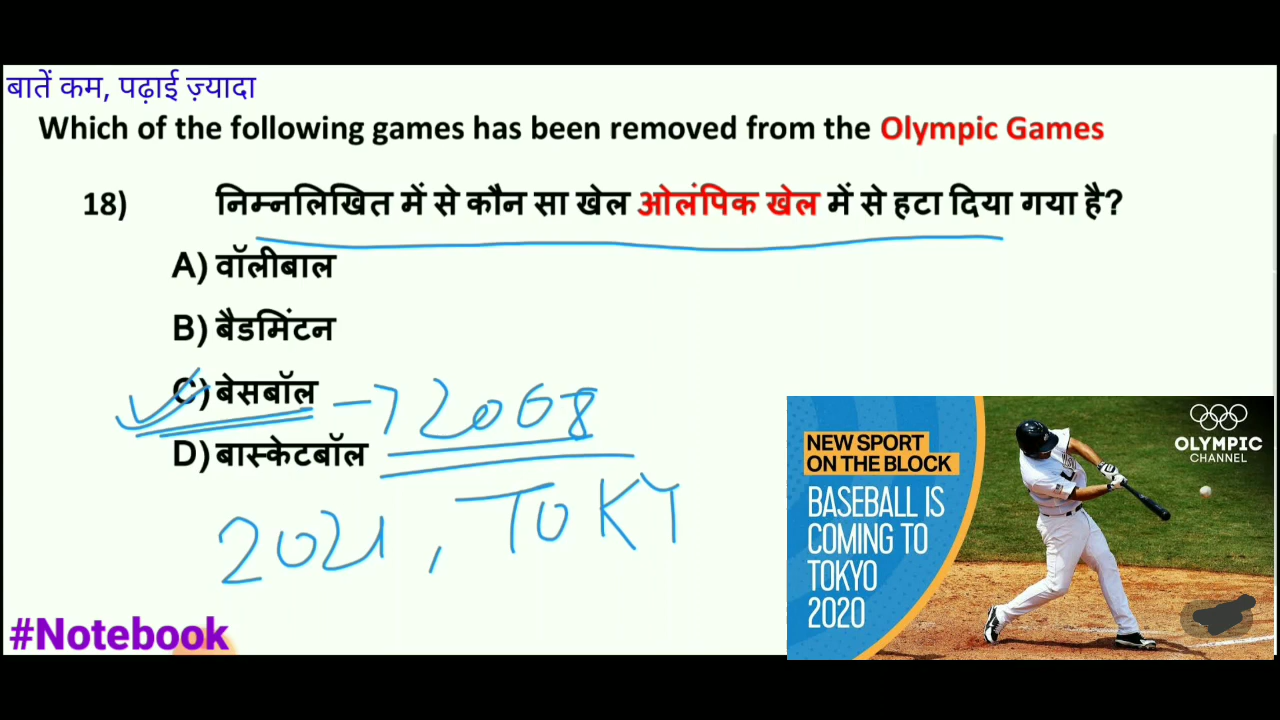 बातें कम, पढ़ाई ज़्यादा
Which of the following games has been removed from the Olympic Games
18) निम्नलिखित में से कौन सा खेल ओलंपिक खेल में से हटा दिया गया है?
A) वॉलीबाल
B) बैडमिंटन
C) बेसबॉल → 2008
D) बास्केटबॉल
2021, TOKY
#Notebook
OLYMPIC
CHANNEL
NEW SPORT
ON THE BLOCK
BASEBALL IS
COMING TO
TOKYO
2020